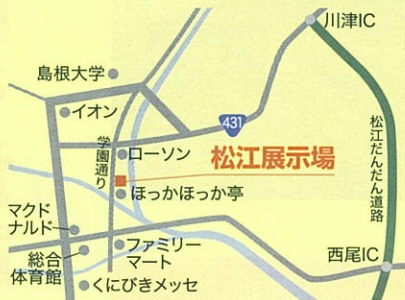 川津IC
島根大学
イオン
431
学園通り
ローソン
松江展示場
ほっかほっか亭
松江だんだん道路
マクド
ナルド
ファミリー
マート
総合
体育館
西尾IC
くにびきメッセ